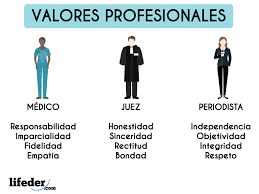 VALORES PROFESIONALES
MÉDICO
Responsabilidad
Imparcialidad
Fidelidad
Empatía
JUEZ
Honestidad
Sinceridad
Rectitud
Bondad
PERIODISTA
Independencia
Objetividad
Integridad
Respeto
lifeder
.com